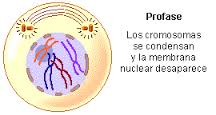 Profase
Los cromosomas
se condensan
y la membrana
nuclear desaparece